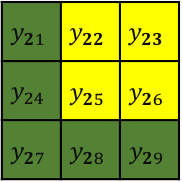 y₂₁ y₂₂ y₂₃
y₂₄ y₂₅ y₂₆
y₂₇ y₂₈ y₂₉